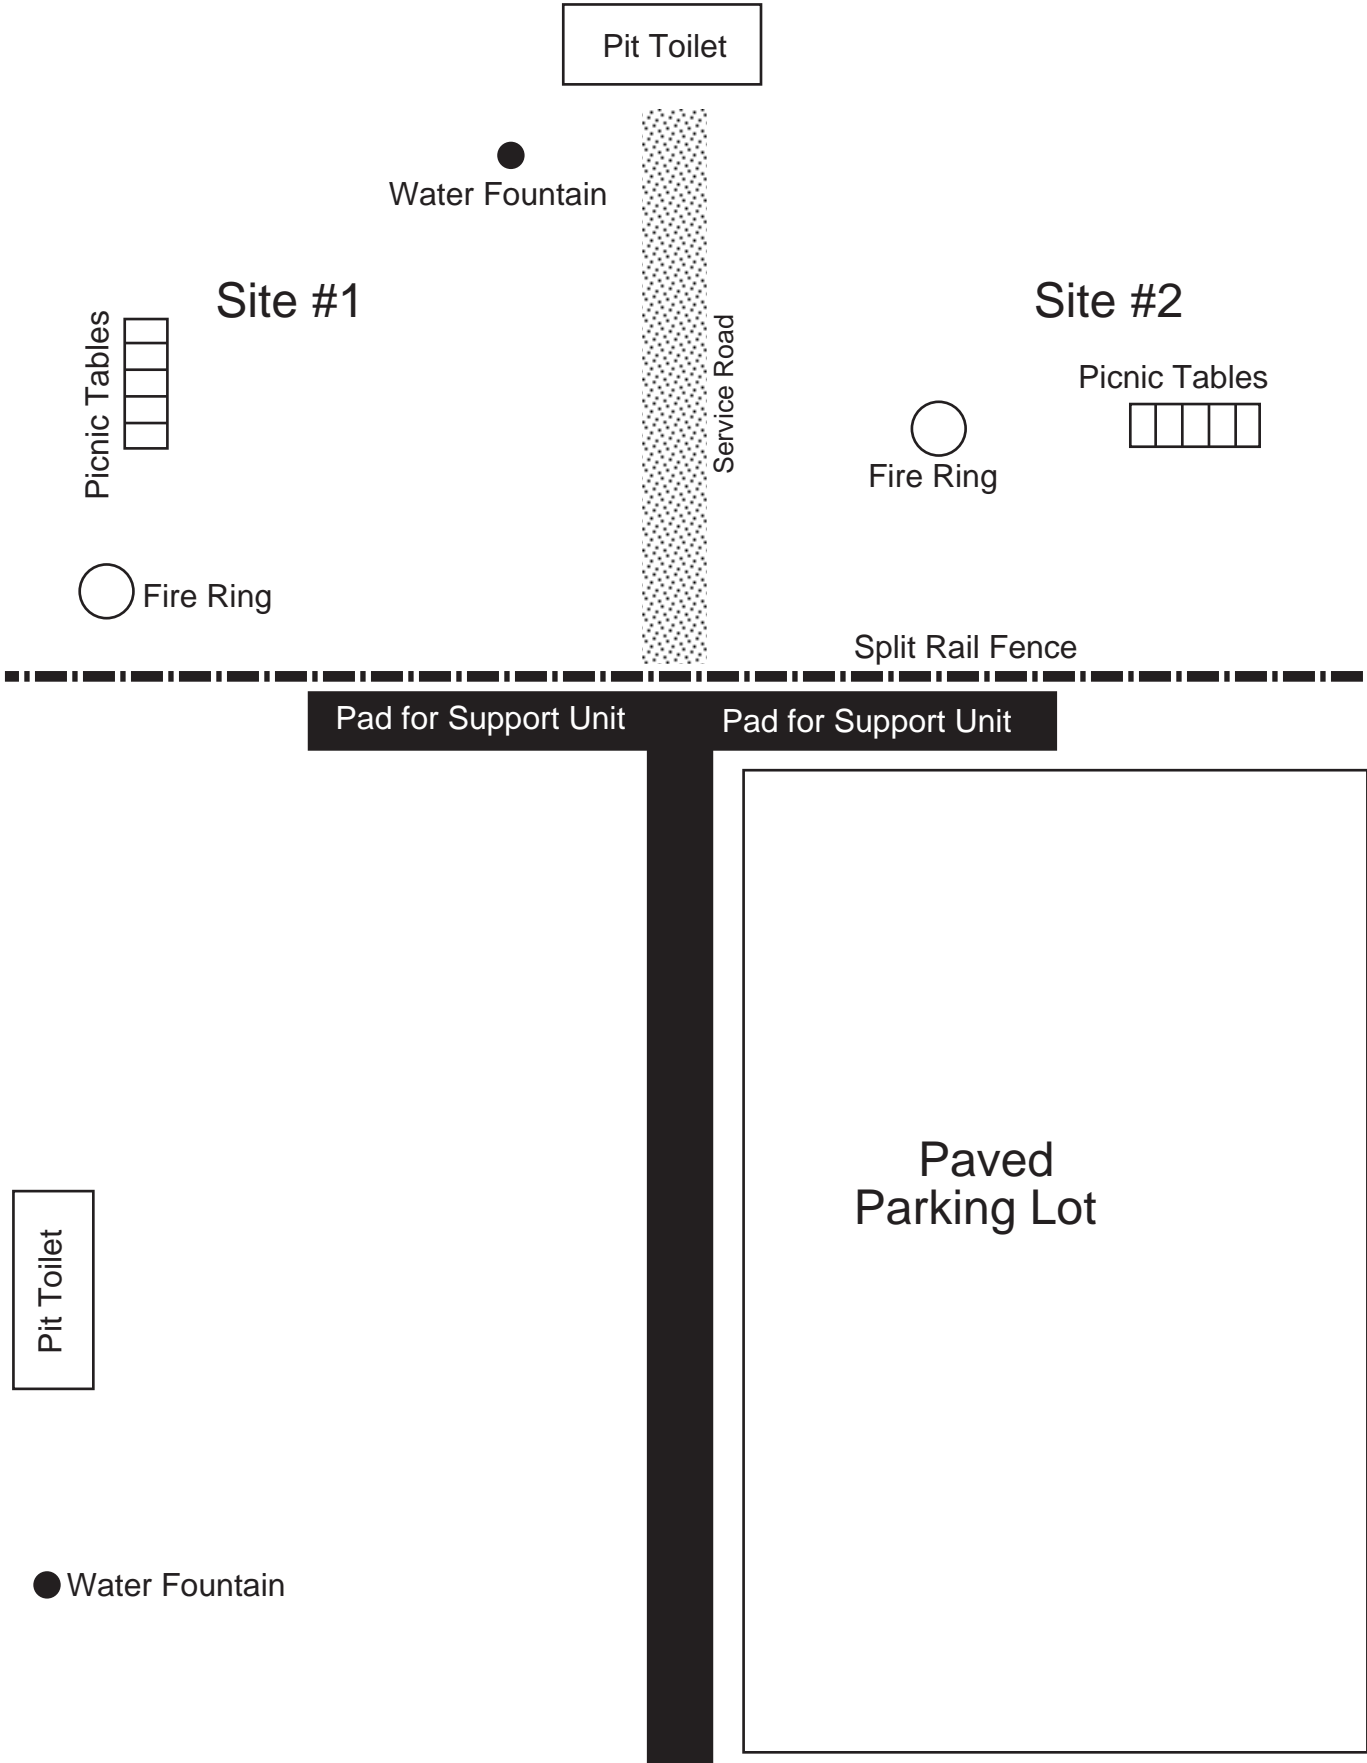 Pit Toilet
Water Fountain
Site #1
Site #2
Picnic Tables
Service Road
Picnic Tables
Fire Ring
Fire Ring
Split Rail Fence
Pad for Support Unit
Pad for Support Unit
Paved
Parking Lot
Pit Toilet
Water Fountain